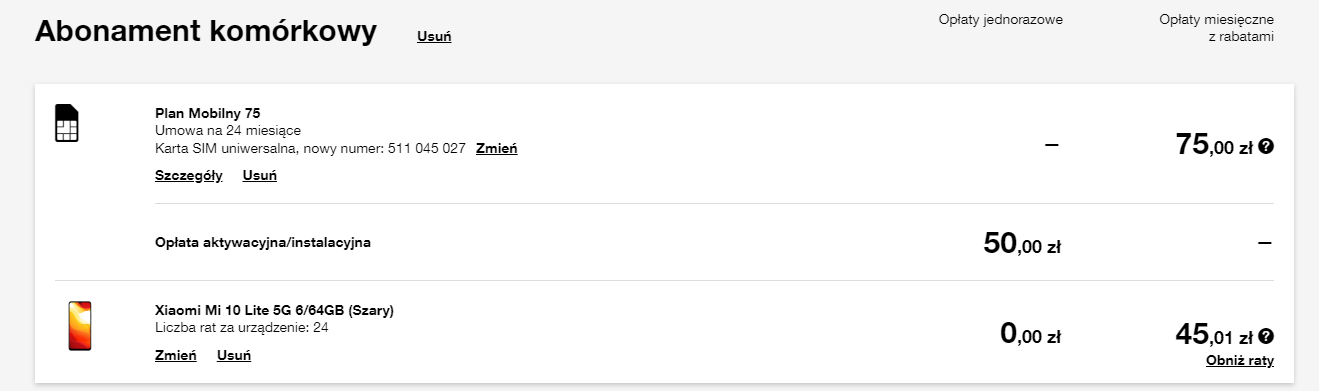 Abonament komórkowy Usuń
Opłaty jednorazowe
Opłaty miesięczne
z rabatami
Plan Mobilny 75
Umowa na 24 miesiące
Karta SIM uniwersalna, nowy numer: 511 045 027 Zmień
– 75,00 zł ?
Szczegóły Usuń
Opłata aktywacyjna/instalacyjna 50,00 zł –
Xiaomi Mi 10 Lite 5G 6/64GB (Szary)
Liczba rat za urządzenie: 24
0,00 zł 45,01 zł ?
Zmień Usuń
Obniż raty